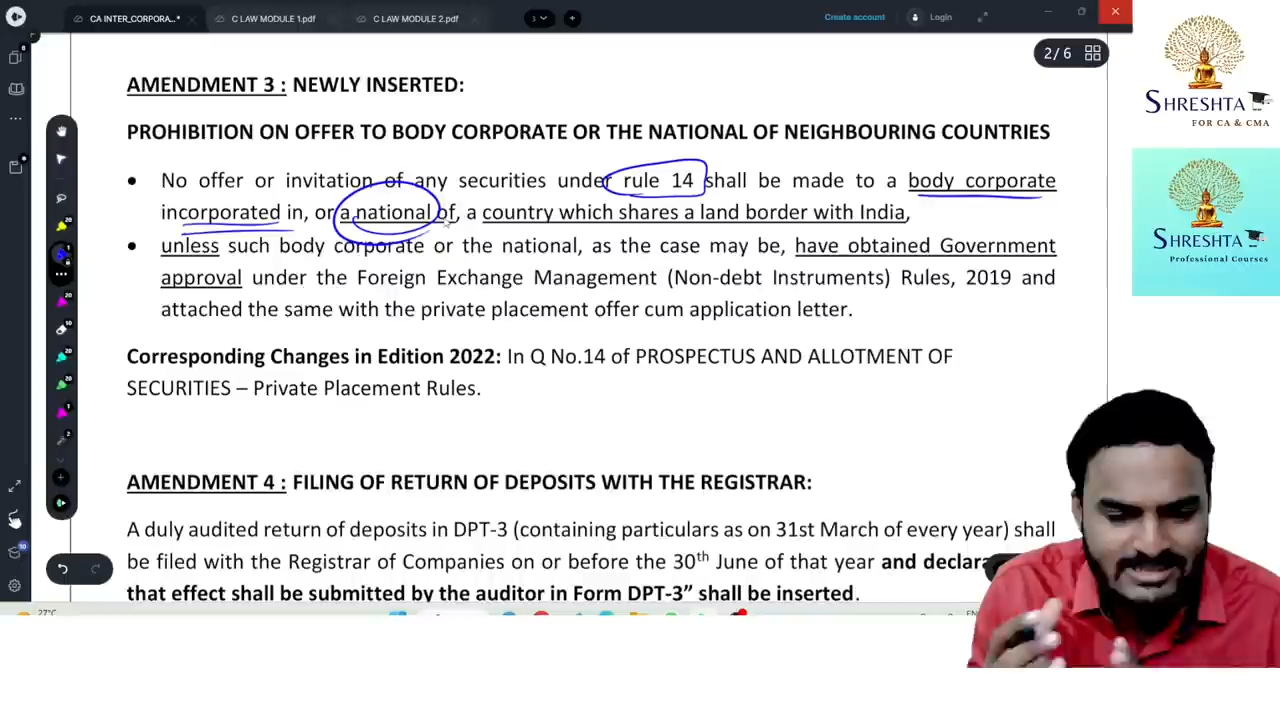 CA INTER_CORPORA...*
C LAW MODULE 1.pdf
C LAW MODULE 2.pdf
3
Create account
Login
2/6
AMENDMENT 3 : NEWLY INSERTED:
PROHIBITION ON OFFER TO BODY CORPORATE OR THE NATIONAL OF NEIGHBOURING COUNTRIES
• No offer or invitation of any securities under rule 14 shall be made to a body corporate
incorporated in, or a national of, a country which shares a land border with India,
• unless such body corporate or the national, as the case may be, have obtained Government
approval under the Foreign Exchange Management (Non-debt Instruments) Rules, 2019 and
attached the same with the private placement offer cum application letter.
Corresponding Changes in Edition 2022: In Q No.14 of PROSPECTUS AND ALLOTMENT OF
SECURITIES – Private Placement Rules.
AMENDMENT 4 : FILING OF RETURN OF DEPOSITS WITH THE REGISTRAR:
A duly audited return of deposits in DPT-3 (containing particulars as on 31st March of every year) shall
be filed with the Registrar of Companies on or before the 30th June of that year and declara
that effect shall be submitted by the auditor in Form DPT-3” shall be inserted.
27°C
SHRESHTA
FOR CA & CMA
SHRESHTA
Professional Courses